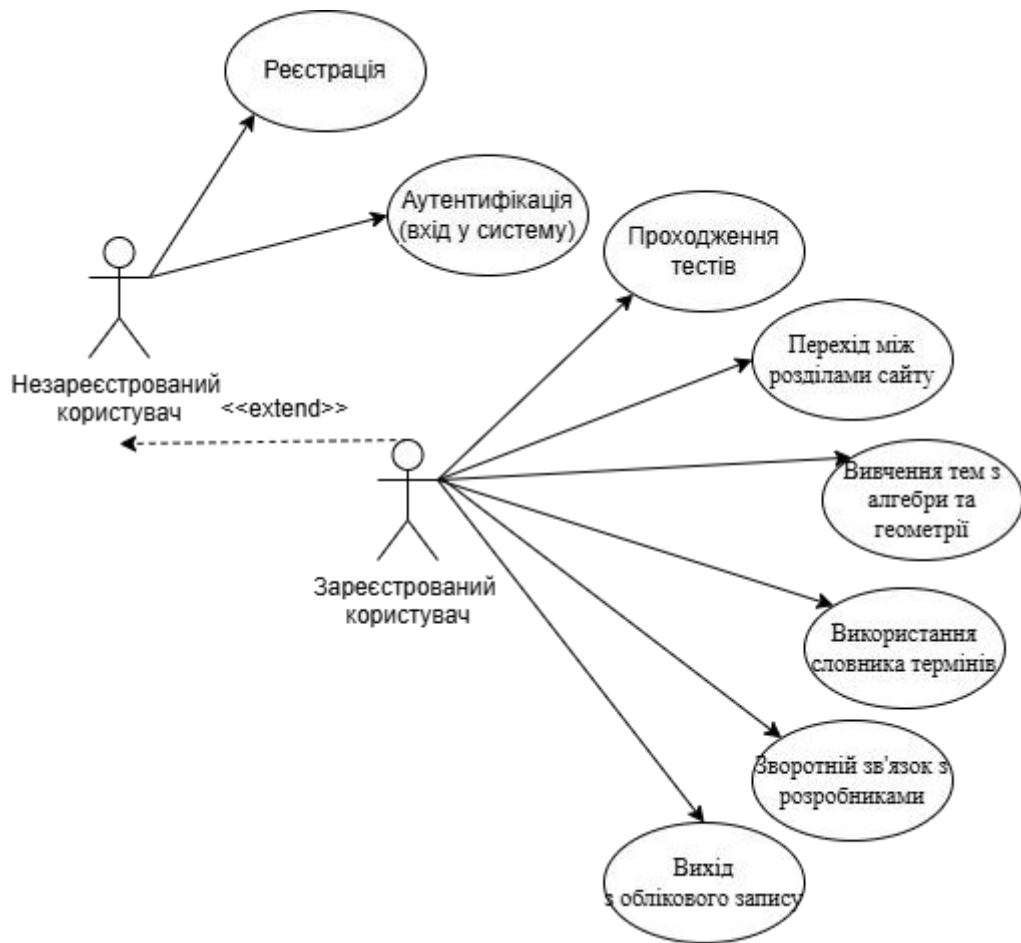 Реєстрація
Аутентифікація
(вхід у систему)
Проходження
тестів
Перехід між
розділами сайту
Незареєстрований
користувач
<<extend>>
Вивчення тем з
алгебри та
геометрії
Зареєстрований
користувач
Використання
словника термінів
Зворотній зв'язок з
розробниками
Вихід
з облікового запису